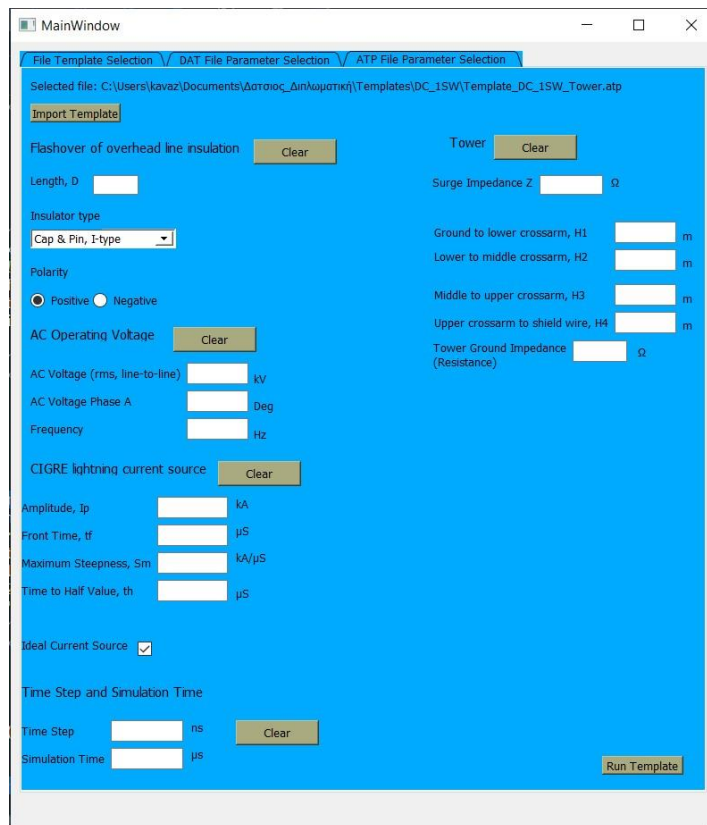 MainWindow
File Template Selection DAT File Parameter Selection ATP File Parameter Selection
Selected file: C:\Users\kavaz\Documents\Δατσιος_Διπλωματική\Templates\DC_1SW\Template_DC_1SW_Tower.atp
Import Template
Flashover of overhead line insulation Clear
Length, D
Insulator type
Cap & Pin, I-type
Polarity
Positive Negative
AC Operating Voltage Clear
AC Voltage (rms, line-to-line) kV
AC Voltage Phase A Deg
Frequency Hz
CIGRE lightning current source Clear
Amplitude, Ip kA
Front Time, tf μS
Maximum Steepness, Sm kA/μS
Time to Half Value, th μS
Ideal Current Source
Time Step and Simulation Time
Time Step ns Clear
Simulation Time μs
Tower Clear
Surge Impedance Z Ω
Ground to lower crossarm, H1 m
Lower to middle crossarm, H2 m
Middle to upper crossarm, H3 m
Upper crossarm to shield wire, H4 m
Tower Ground Impedance Ω
(Resistance)
Run Template